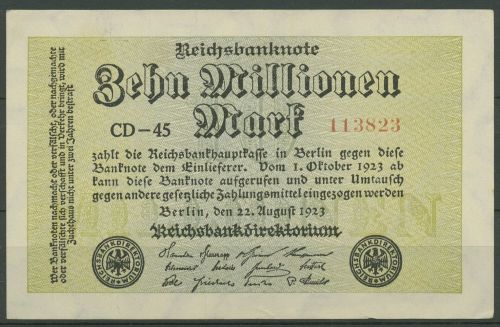 Reichsbanknote
Zehn Millionen
Mark
CD-45
113823
zahlt die Reichsbankhauptkasse in Berlin gegen diese
Banknote dem Einlieferer. Vom 1. Oktober 1923 ab
kann diese Banknote aufgerufen und unter Umtausch
gegen andere gesetzliche Zahlungsmittel eingezogen werden
Berlin, den 22. August 1923
Reichsbankdirektorium
Wer Banknoten nachmacht oder verfälscht, oder nachgemachte
oder verfälschte sich verschafft und in Verkehr bringt, wird mit
Zuchthaus nicht unter zwei Jahren bestraft
REICHSBANKDIREKTORIUM
REICHSBANKDIREKTORIUM